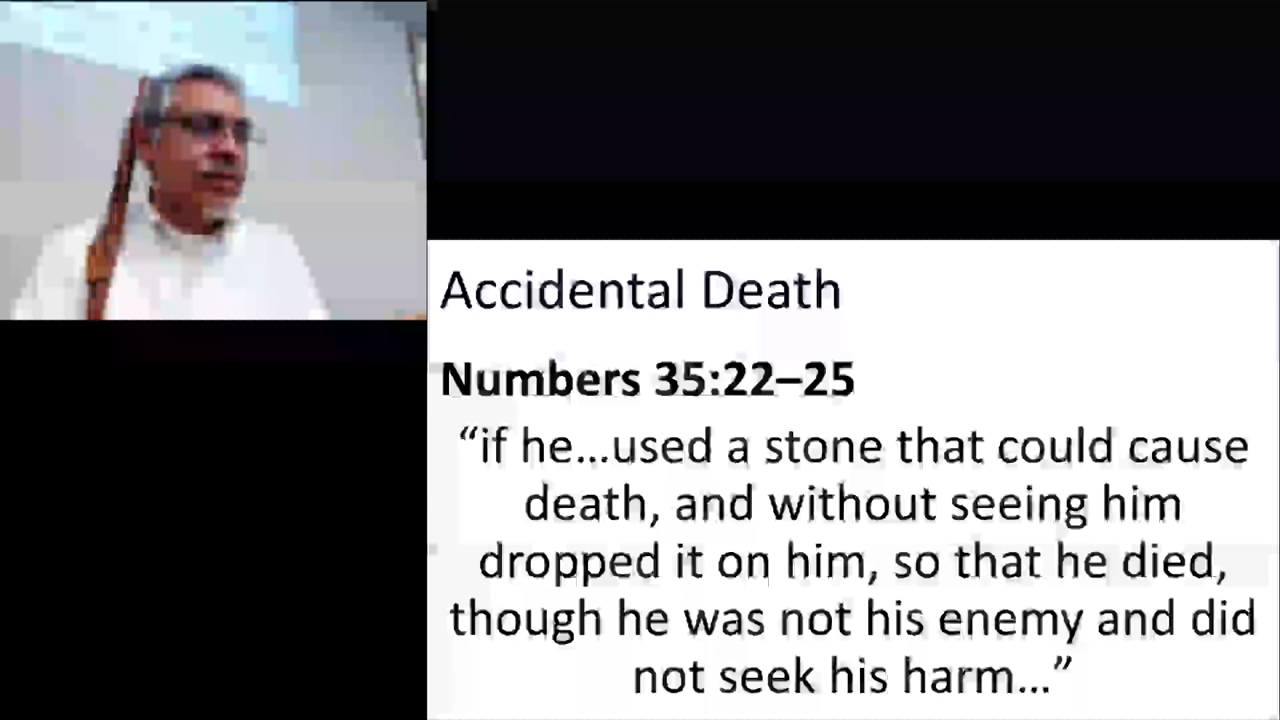 Accidental Death
Numbers 35:22–25
“if he...used a stone that could cause
death, and without seeing him
dropped it on him, so that he died,
though he was not his enemy and did
not seek his harm...”